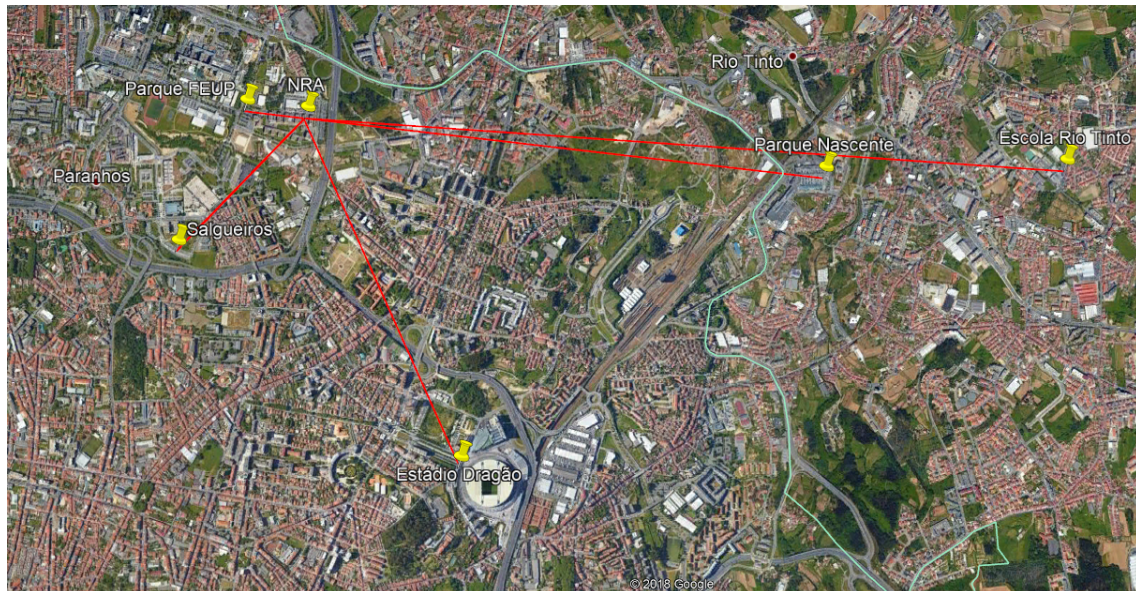 Rio Tinto
Parque FEUP
NRA
Escola Rio Tinto
Parque Nascente
Paranhos
Salgueiros
Estádio Dragão
© 2018 Google